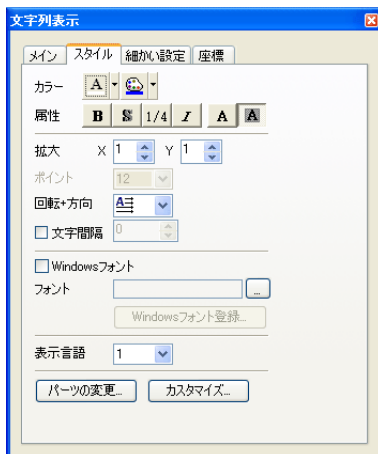 文字列表示
メイン スタイル 細かい設定 座標
カラー A
属性 B S 1/4 I A A
拡大 X 1 Y 1
ポイント 12
回転+方向 A
文字間隔 0
Windowsフォント
フォント ...
Windowsフォント登録...
表示言語 1
パーツの変更... カスタマイズ...